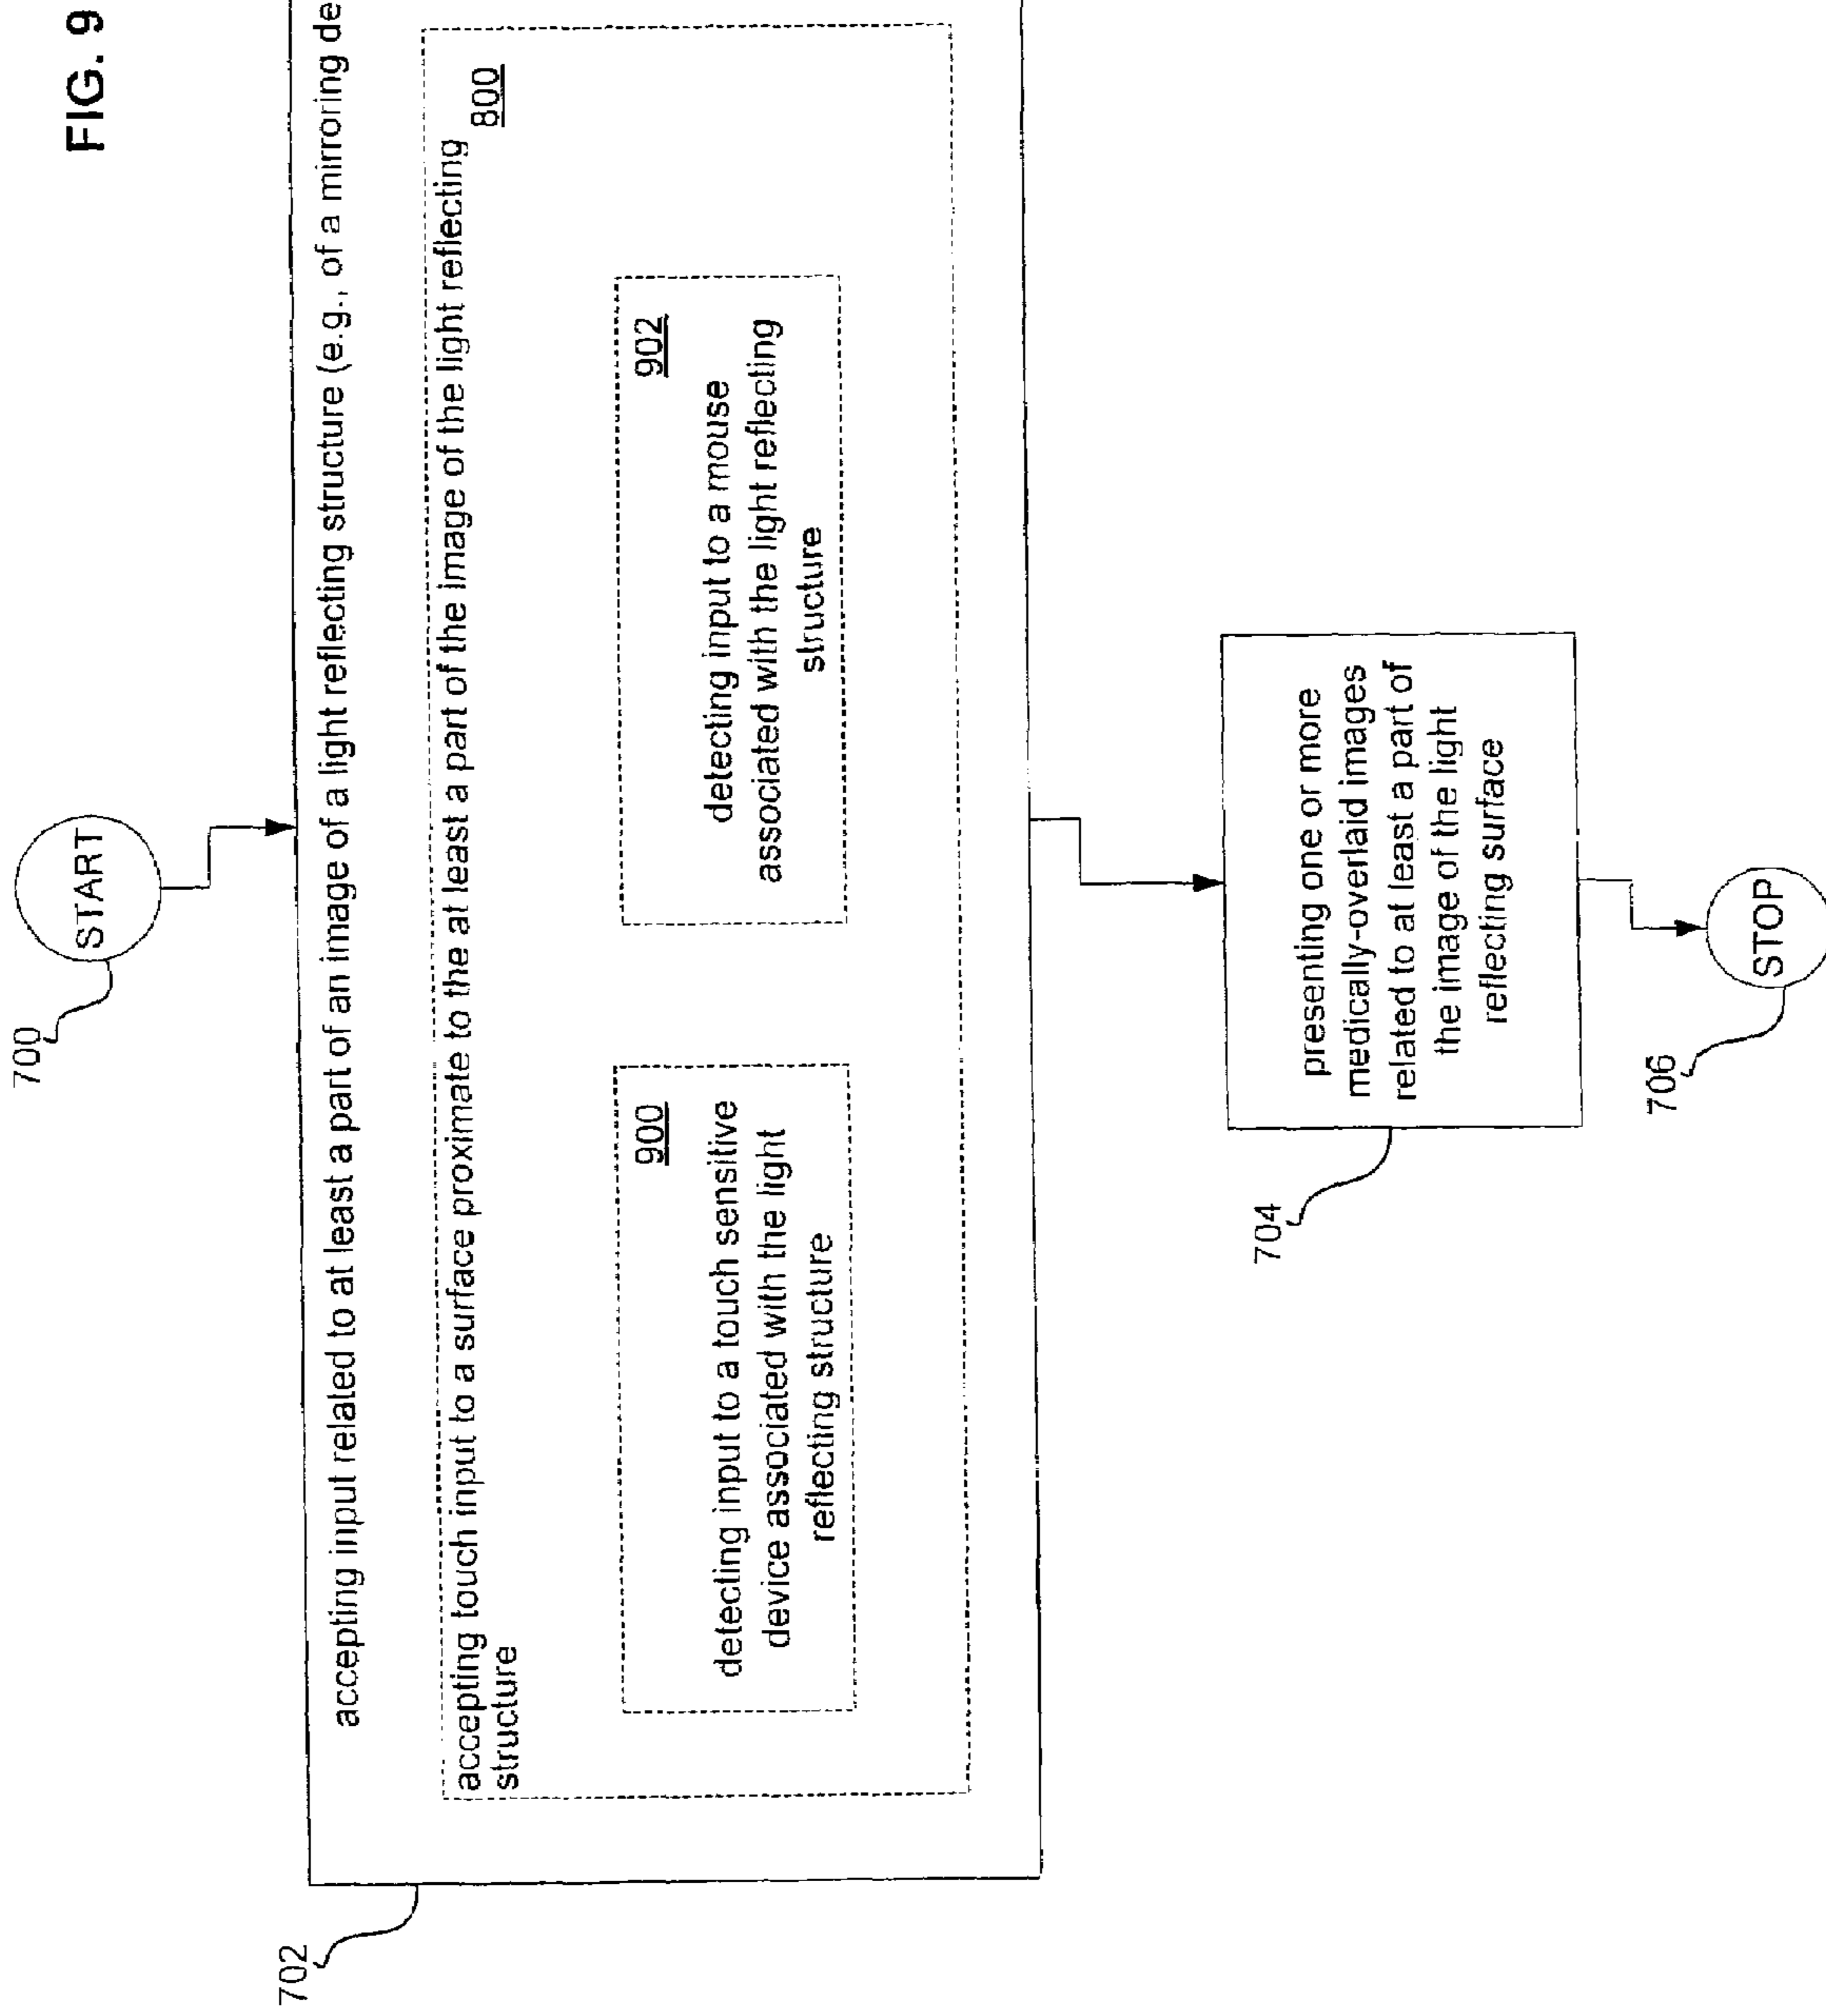 FIG. 9
700
START
702
accepting input related to at least a part of an image of a light reflecting structure (e.g., of a mirroring de
800
accepting touch input to a surface proximate to the at least a part of the image of the light reflecting
structure
900
detecting input to a touch sensitive
device associated with the light
reflecting structure
902
detecting input to a mouse
associated with the light reflecting
structure
704
presenting one or more
medically-overlaid images
related to at least a part of
the image of the light
reflecting surface
706
STOP